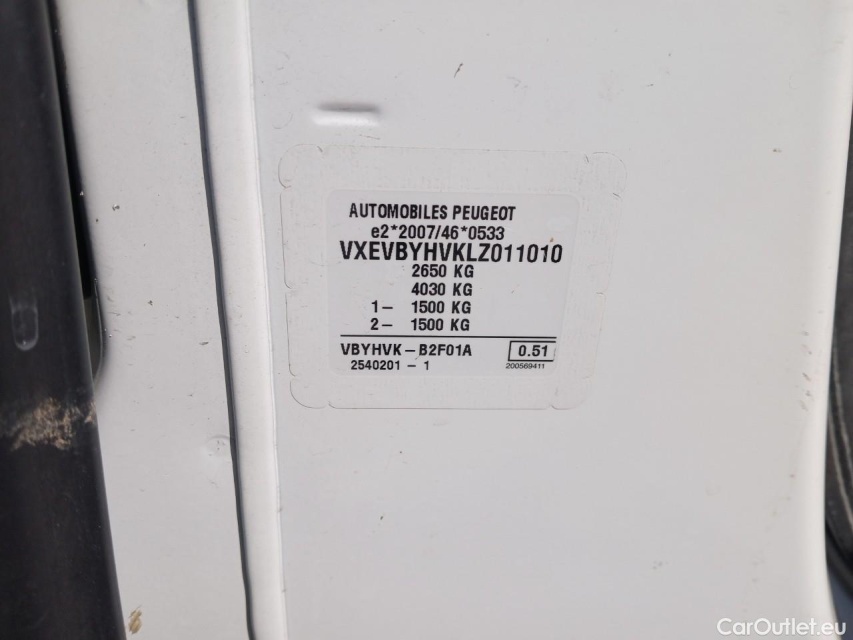 AUTOMOBILES PEUGEOT
e2*2007/46*0533
VXEVBYHVKLZ011010
2650 KG
4030 KG
1- 1500 KG
2- 1500 KG
VBYHVK-B2F01A 0.51
2540201-1 200569411
CarOutlet.eu